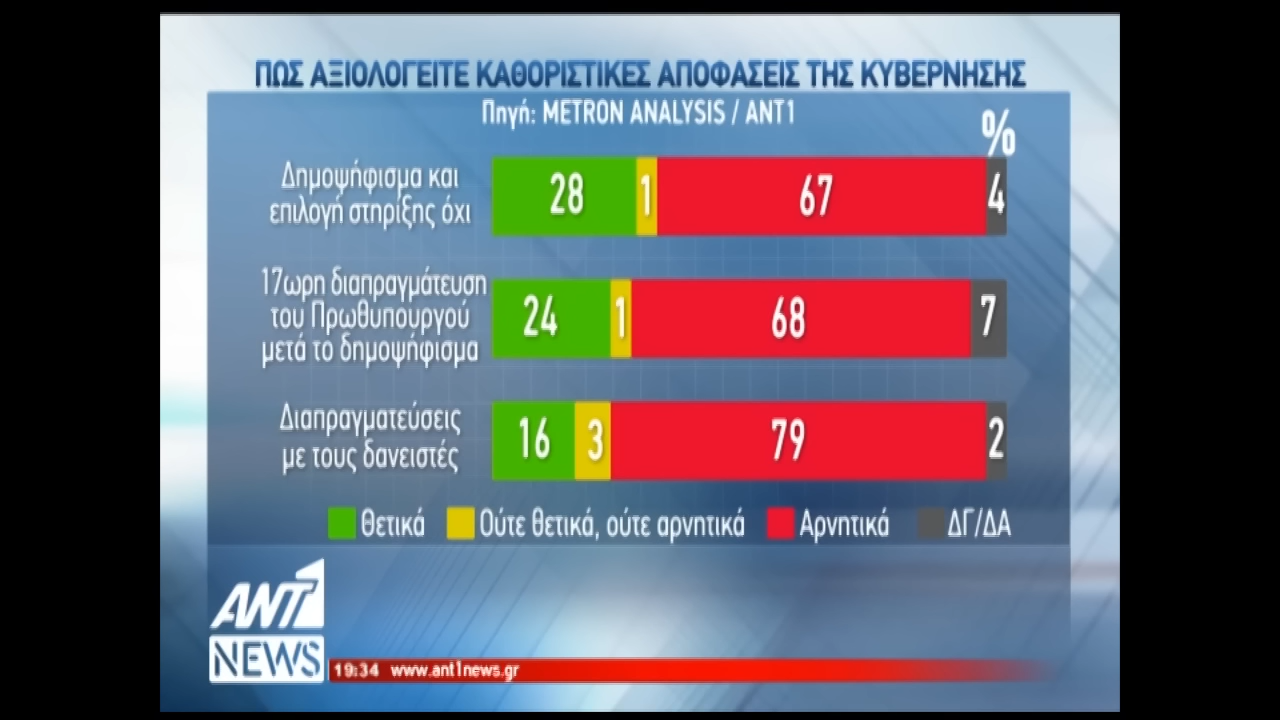 ΠΩΣ ΑΞΙΟΛΟΓΕΙΤΕ ΚΑΘΟΡΙΣΤΙΚΕΣ ΑΠΟΦΑΣΕΙΣ ΤΗΣ ΚΥΒΕΡΝΗΣΗΣ
Πηγή: METRON ANALYSIS / ANT1
%
Δημοψήφισμα και
επιλογή στηρίξης όχι
28 1 67 4
17ωρη διαπραγμάτευση
του Πρωθυπουργού
μετά το δημοψήφισμα
24 1 68 7
Διαπραγματεύσεις
με τους δανειστές
16 3 79 2
Θετικά Ούτε θετικά, ούτε αρνητικά Αρνητικά ΔΓ/ΔΑ
ANT1
NEWS
19:34 www.ant1news.gr